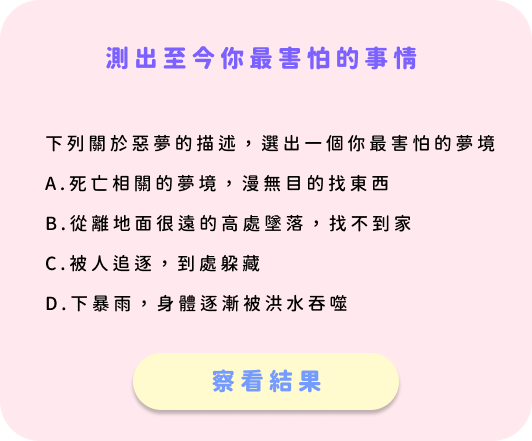 測出至今你最害怕的事情
下列關於惡夢的描述，選出一個你最害怕的夢境
A.死亡相關的夢境，漫無目的找東西
B.從離地面很遠的高處墜落，找不到家
C.被人追逐，到處躲藏
D.下暴雨，身體逐漸被洪水吞噬
察看結果